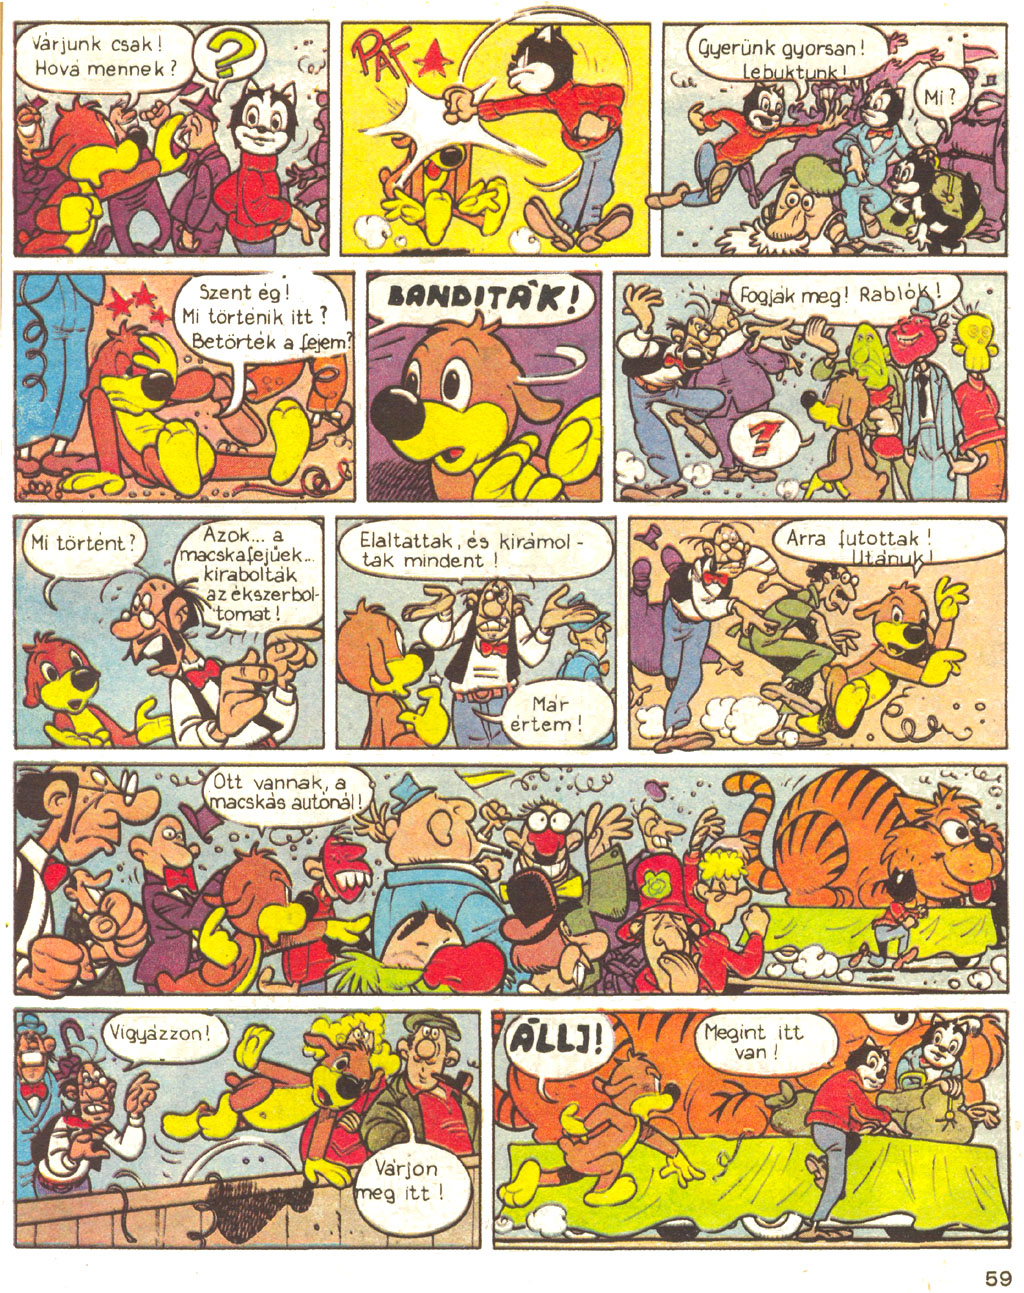 Várjunk csak!
Hová mennek?
?
PAF
Gyerünk gyorsan!
Lebuktunk!
Mi?
Szent ég!
Mi történik itt?
Betörték a fejem?
BANDITÁK!
Fogják meg! Rablók!
?
Mi történt?
Azok... a
macskafejűek...
kirabolták
az ékszerbol-
tomat!
Elaltattak, és kirámol-
tak mindent!
Már
értem!
Arra futottak!
Utánuk!
Ott vannak, a
macskás autonál!
Vigyázzon!
Várjon
meg itt!
ÁLLJ!
Megint itt
van!
59